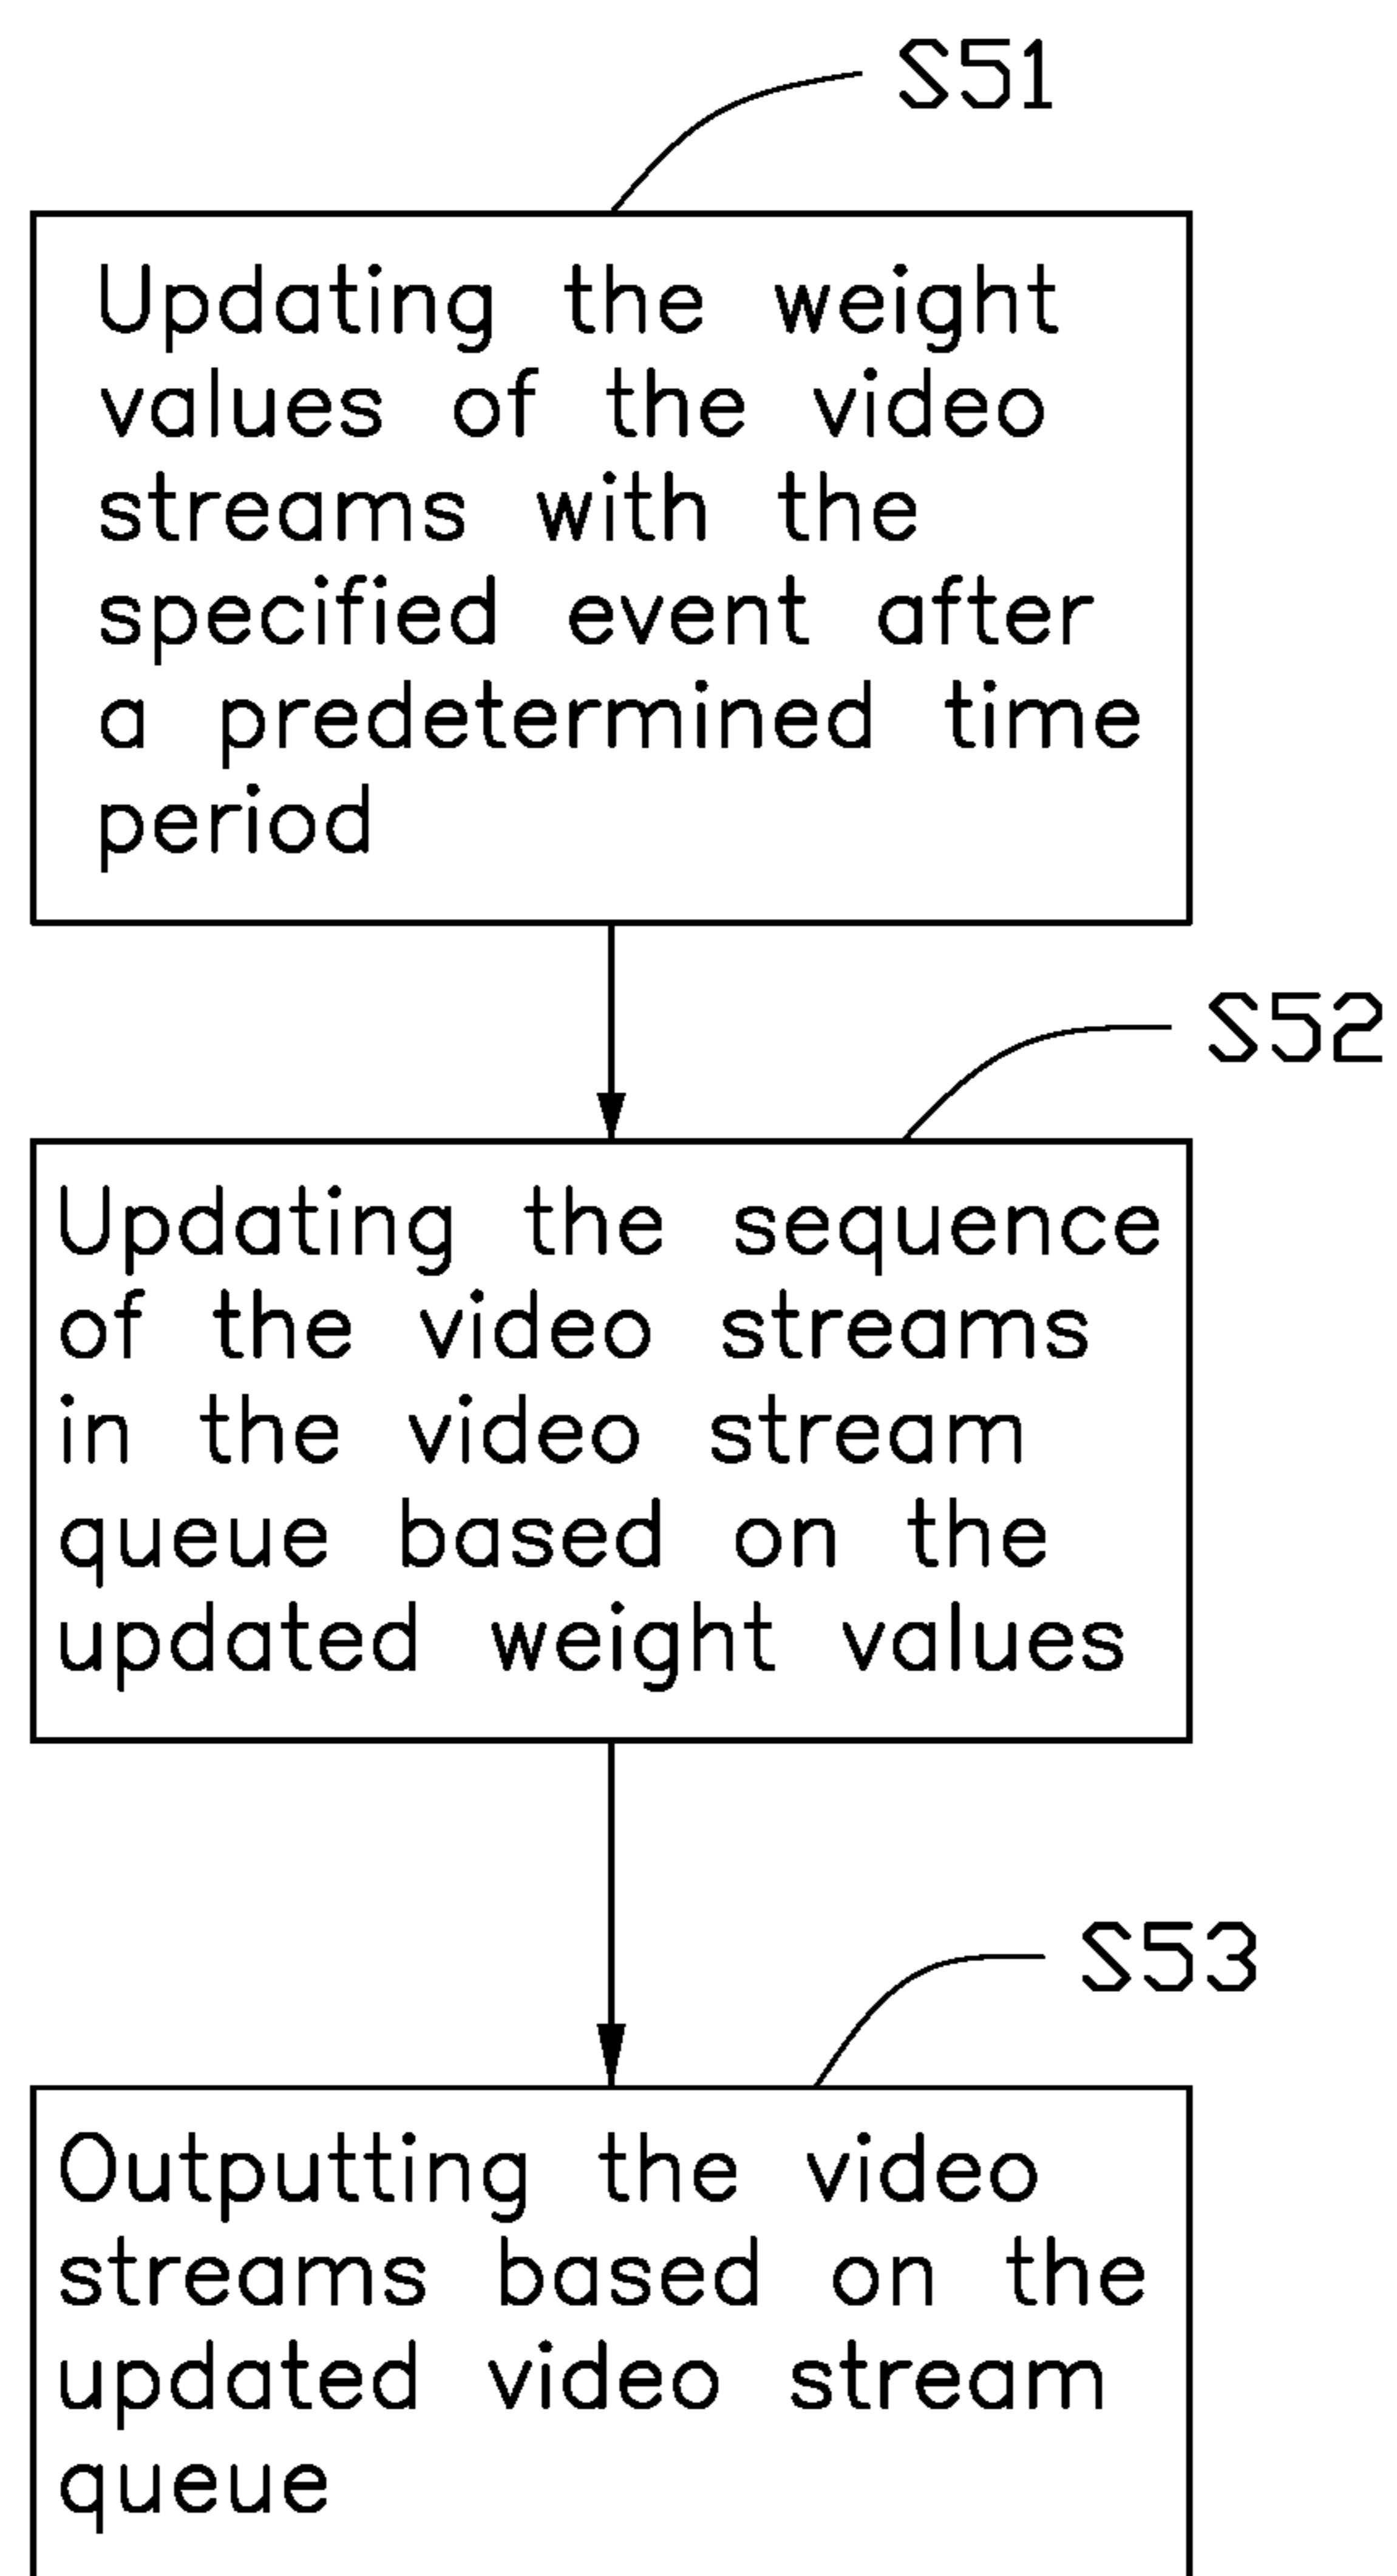 S51
Updating the weight
values of the video
streams with the
specified event after
a predetermined time
period
S52
Updating the sequence
of the video streams
in the video stream
queue based on the
updated weight values
S53
Outputting the video
streams based on the
updated video stream
queue